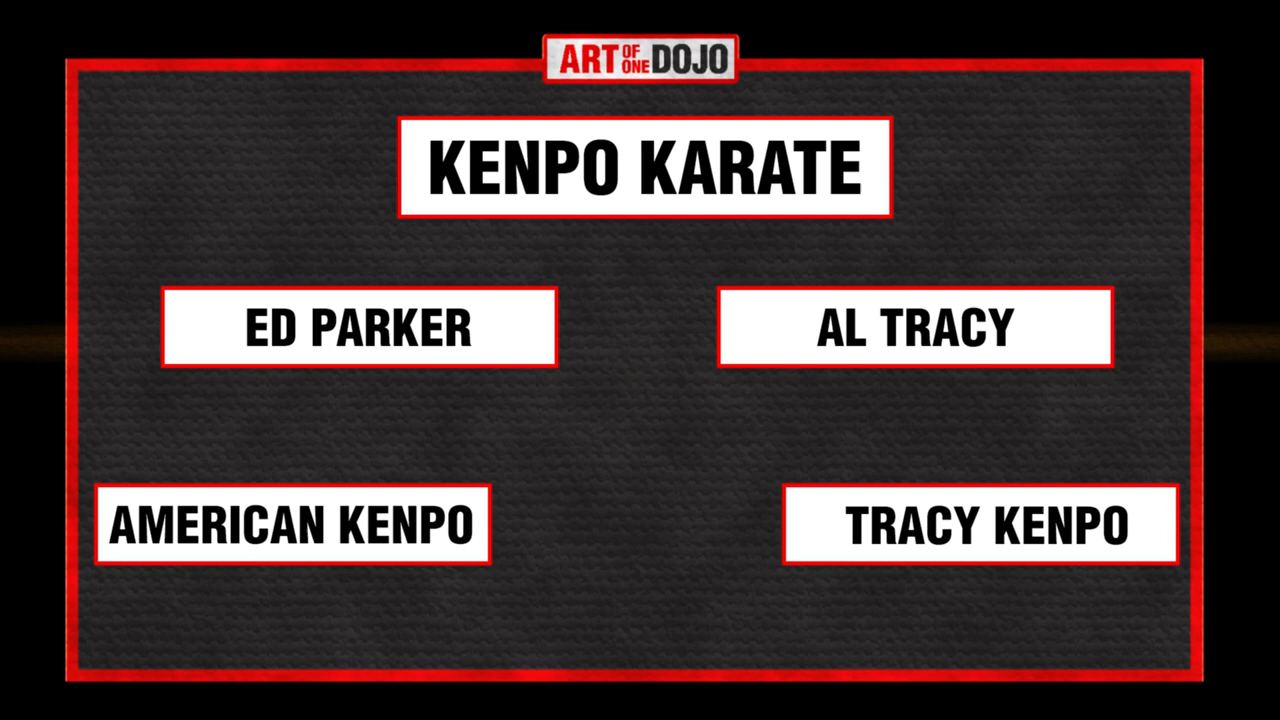 ART OF ONE DOJO
KENPO KARATE
ED PARKER
AL TRACY
AMERICAN KENPO
TRACY KENPO